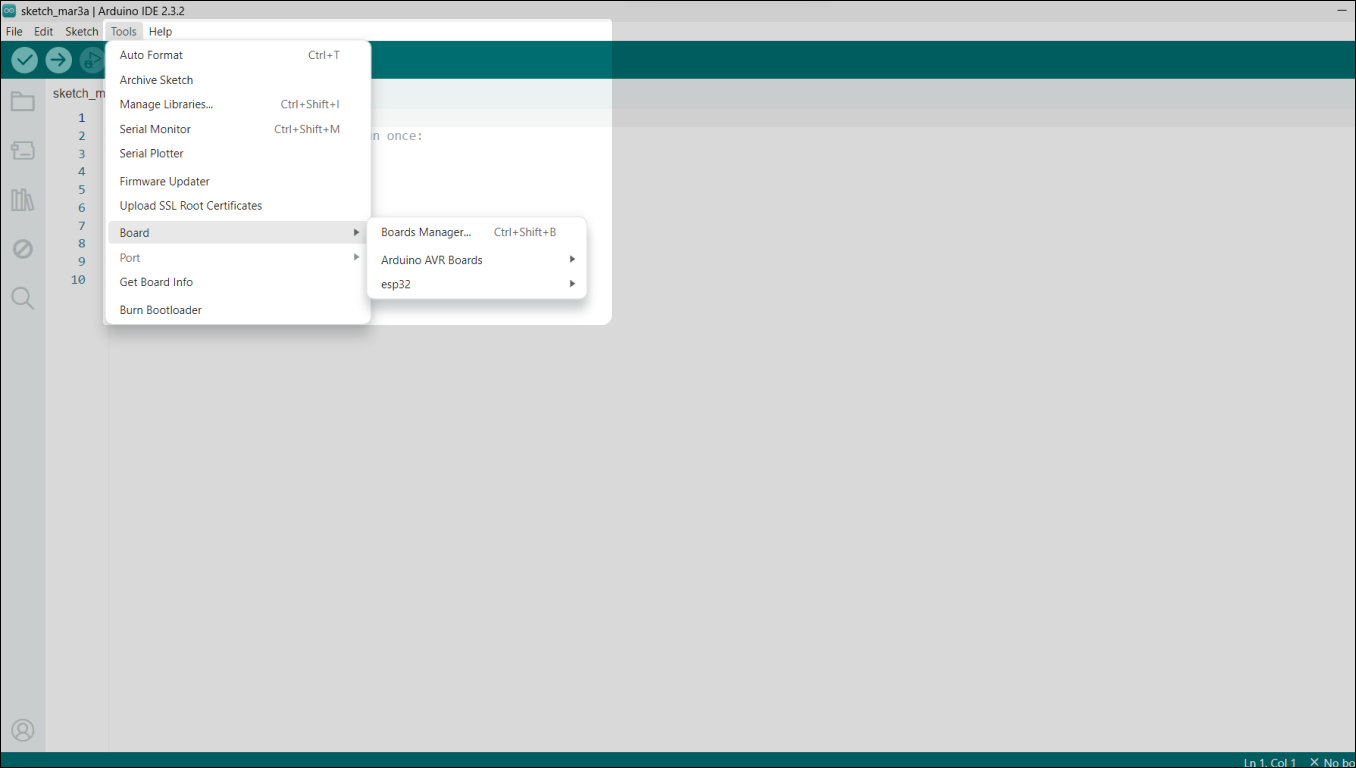 sketch_mar3a | Arduino IDE 2.3.2
File Edit Sketch Tools Help
Auto Format Ctrl+T
Archive Sketch
Manage Libraries... Ctrl+Shift+I
Serial Monitor Ctrl+Shift+M
Serial Plotter
Firmware Updater
Upload SSL Root Certificates
Board
Port
Get Board Info
Burn Bootloader
Boards Manager... Ctrl+Shift+B
Arduino AVR Boards
esp32
sketch_m
1
2 n once:
3
4
5
6
7
8
9
10
Ln 1, Col 1 × No bo